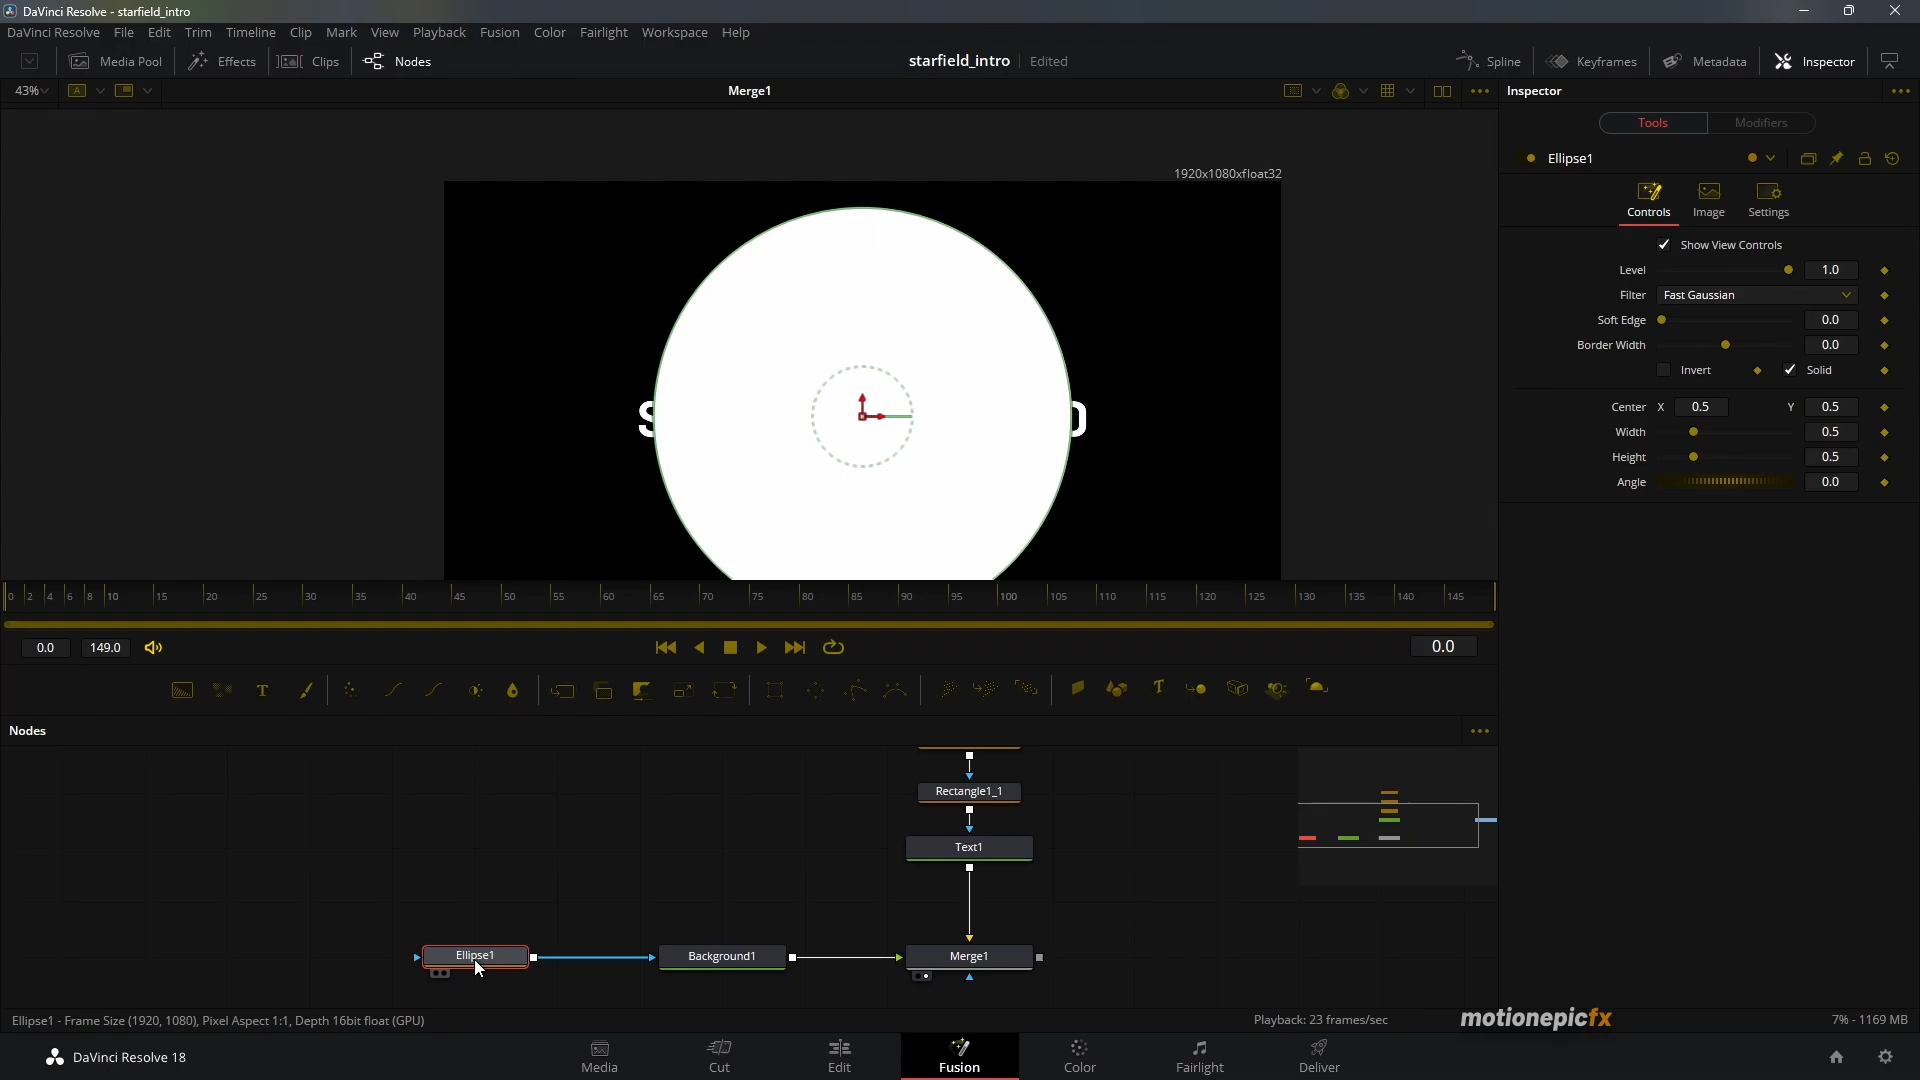 DaVinci Resolve - starfield_intro
DaVinci Resolve File Edit Trim Timeline Clip Mark View Playback Fusion Color Fairlight Workspace Help
Media Pool Effects Clips Nodes starfield_intro Edited Spline Keyframes Metadata Inspector
43% A Merge1 Inspector
Tools Modifiers
Ellipse1
1920x1080xfloat32
Controls Image Settings
Show View Controls
Level 1.0
Filter Fast Gaussian
Soft Edge 0.0
Border Width 0.0
Invert Solid
Center X 0.5 Y 0.5
Width 0.5
Height 0.5
Angle 0.0
S D
0 2 4 6 8 10 15 20 25 30 35 40 45 50 55 60 65 70 75 80 85 90 95 100 105 110 115 120 125 130 135 140 145
0.0 149.0 0.0
T T
Nodes
Rectangle1_1
Text1
Ellipse1 Background1 Merge1
Ellipse1 - Frame Size (1920, 1080), Pixel Aspect 1:1, Depth 16bit float (GPU) Playback: 23 frames/sec motionepicfx 7% - 1169 MB
DaVinci Resolve 18 Media Cut Edit Fusion Color Fairlight Deliver